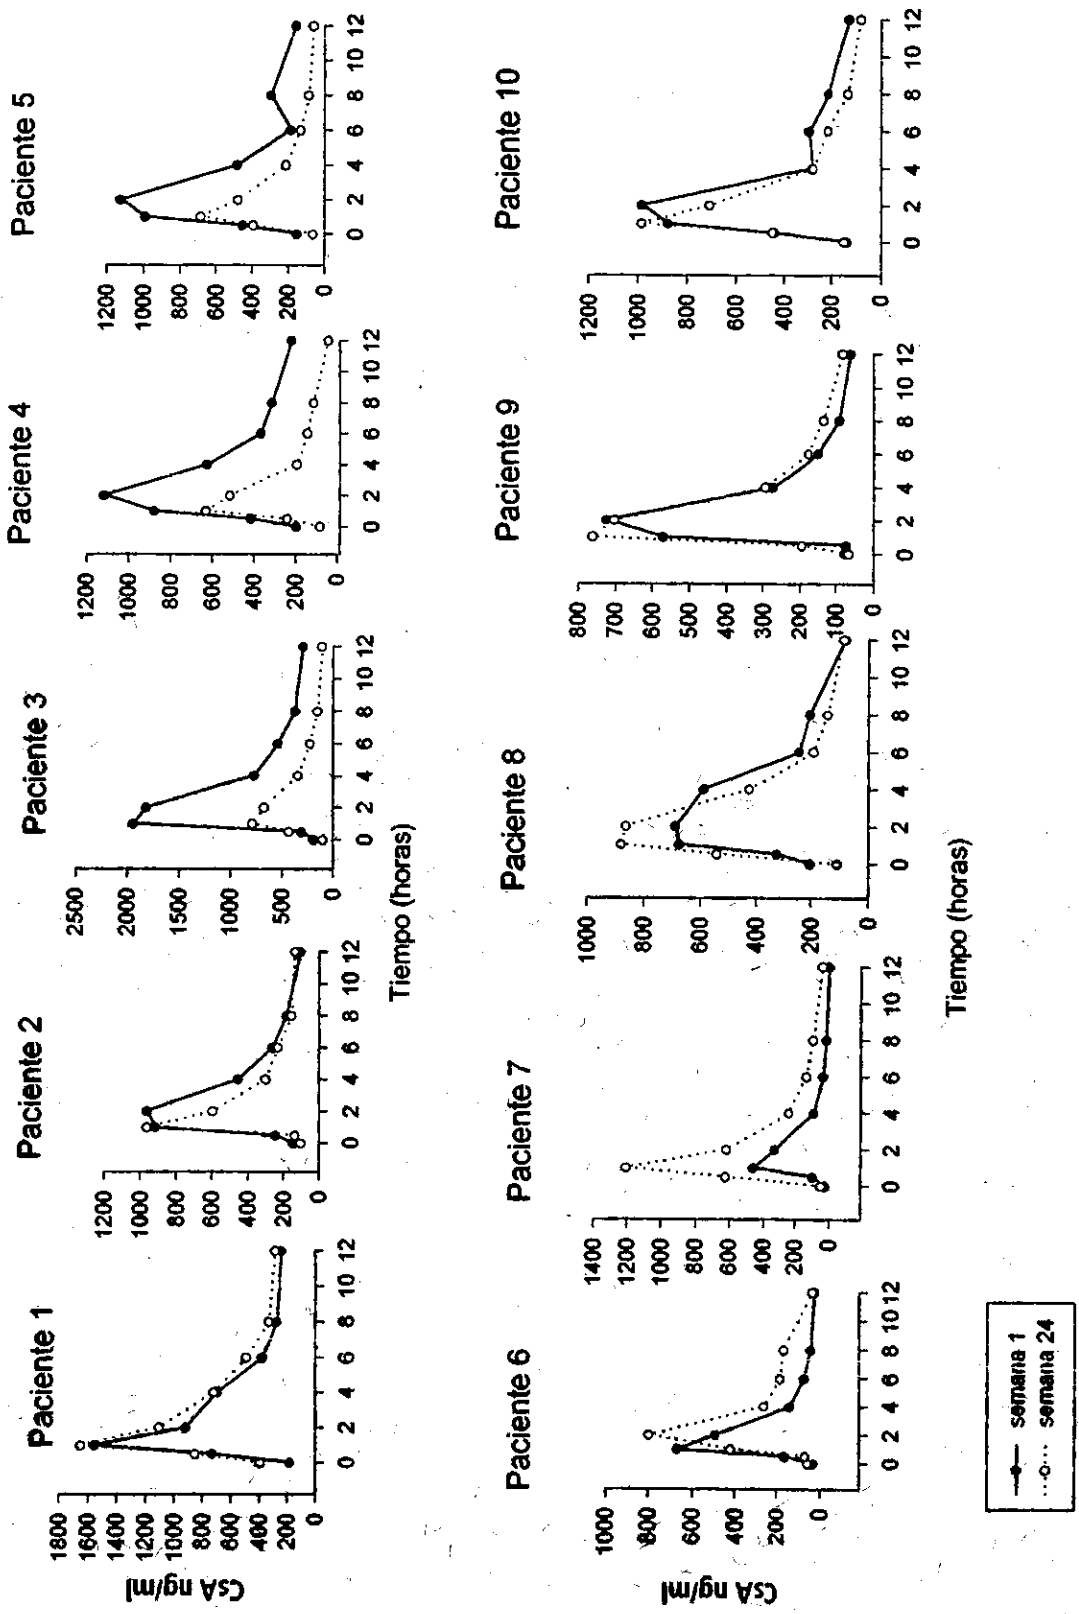 Paciente 1
Paciente 2
Paciente 3
Paciente 4
Paciente 5
CsA ng/ml
1800
1600
1400
1200
1000
800
600
400
200
0
0 2 4 6 8 10 12
1200
1000
800
600
400
200
0
0 2 4 6 8 10 12
2500
2000
1500
1000
500
0
0 2 4 6 8 10 12
1200
1000
800
600
400
200
0
0 2 4 6 8 10 12
1200
1000
800
600
400
200
0
0 2 4 6 8 10 12
Tiempo (horas)
Paciente 6
Paciente 7
Paciente 8
Paciente 9
Paciente 10
CsA ng/ml
1000
800
600
400
200
0
0 2 4 6 8 10 12
1400
1200
1000
800
600
400
200
0
0 2 4 6 8 10 12
1000
800
600
400
200
0
0 2 4 6 8 10 12
800
700
600
500
400
300
200
100
0
0 2 4 6 8 10 12
1200
1000
800
600
400
200
0
0 2 4 6 8 10 12
Tiempo (horas)
semana 1
semana 24